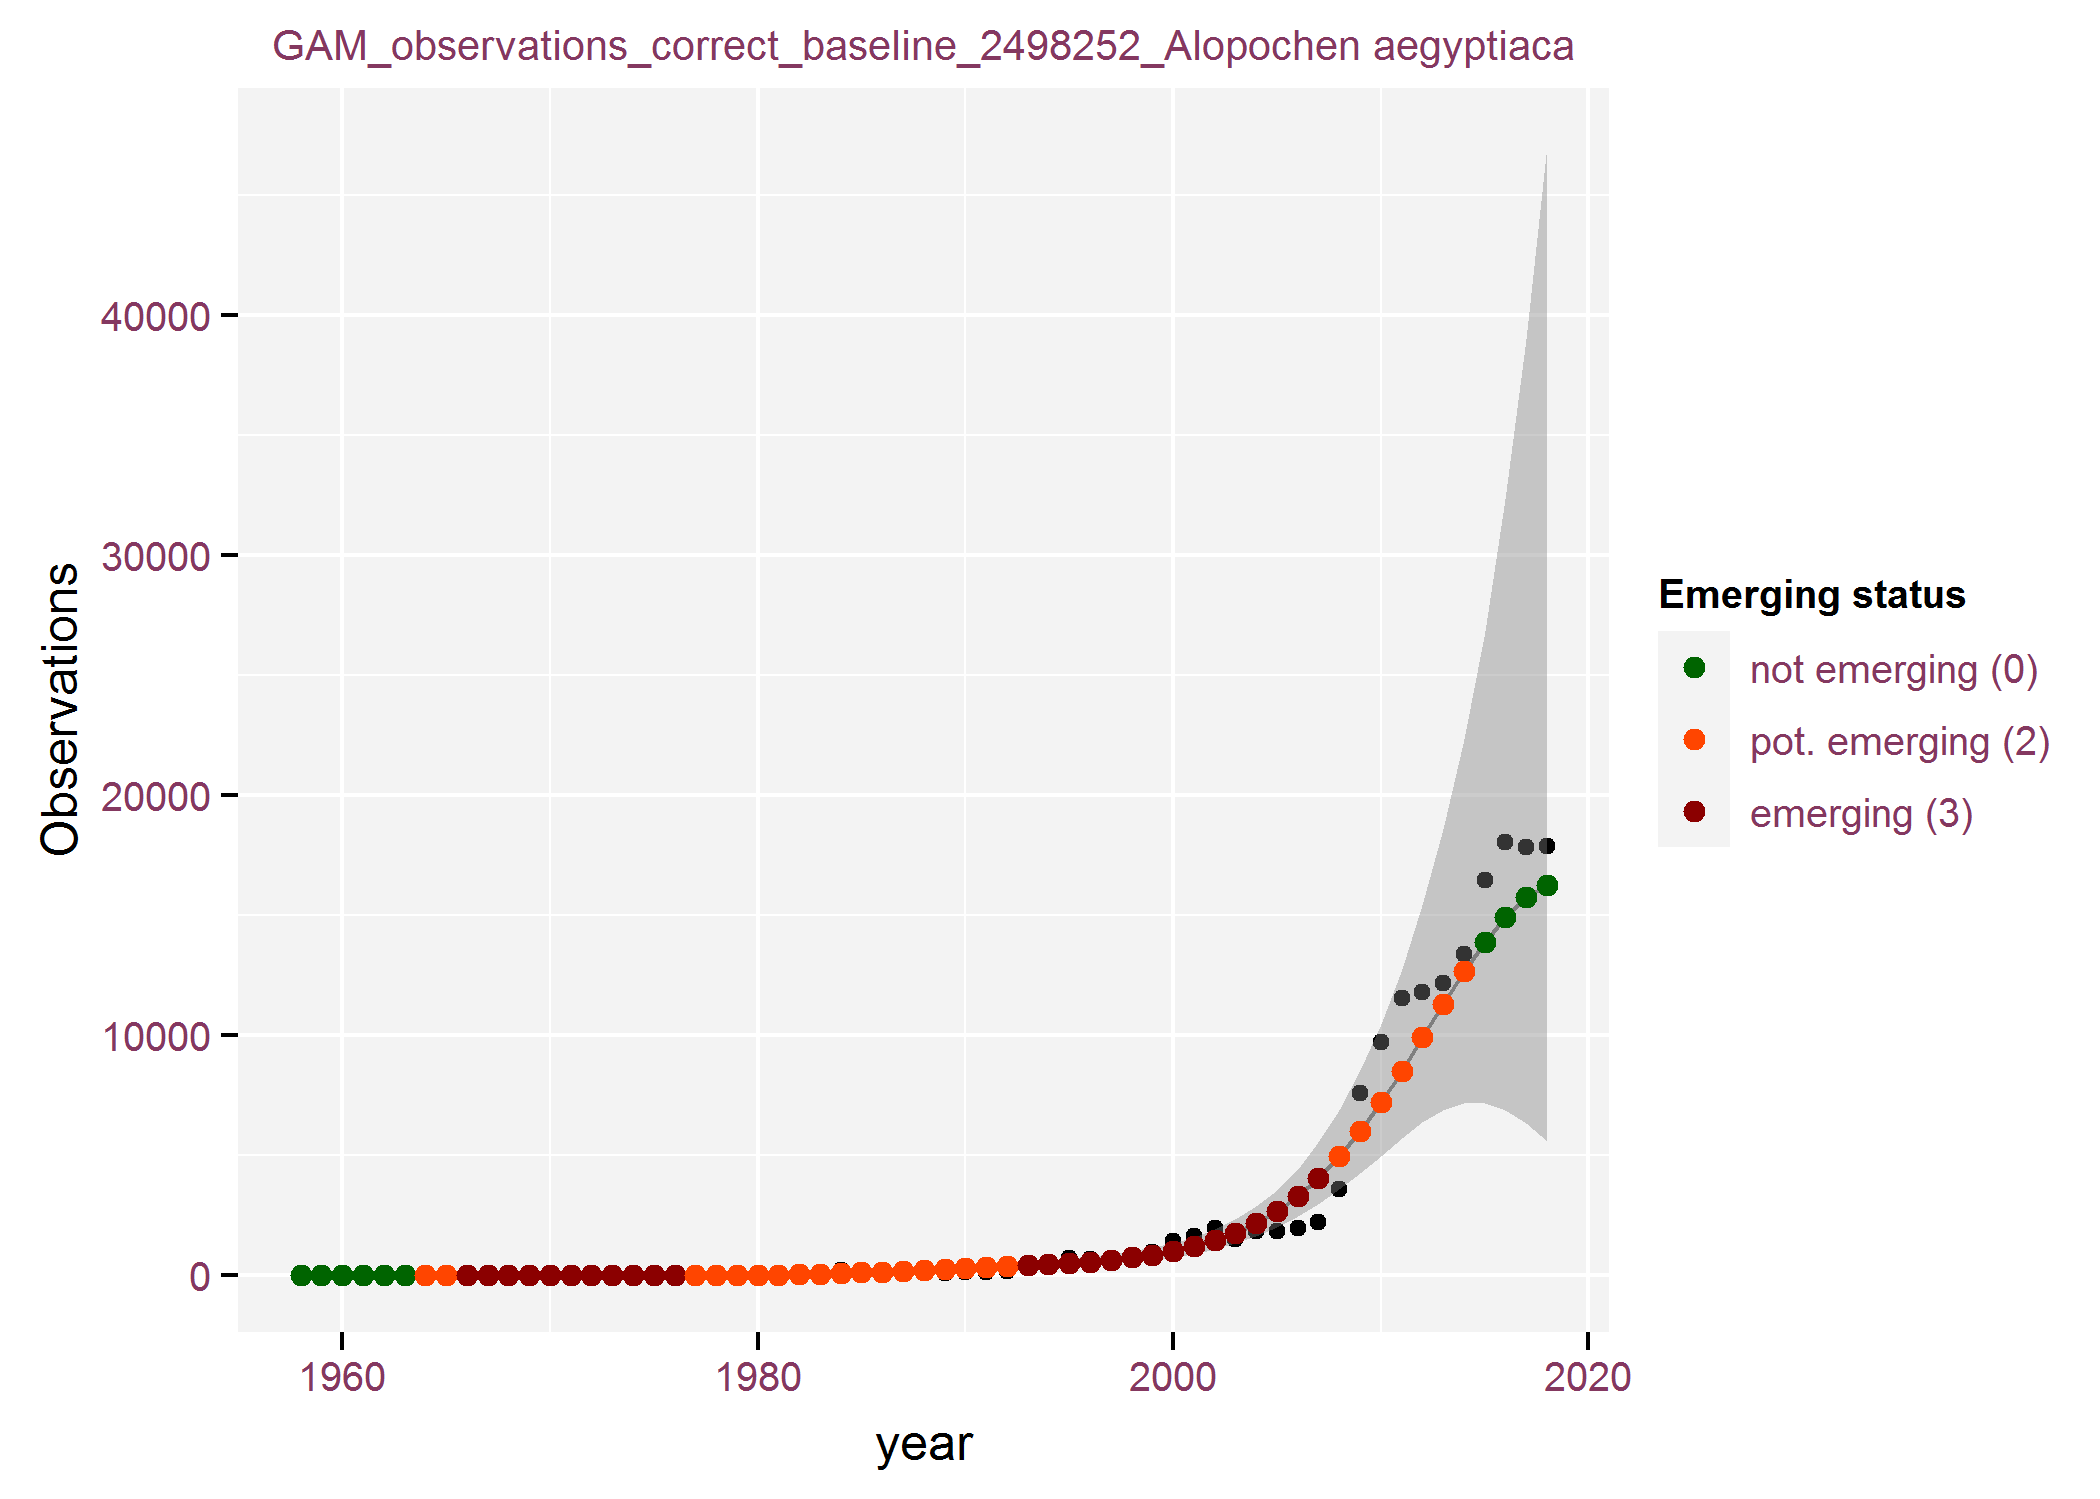 GAM_observations_correct_baseline_2498252_Alopochen aegyptiaca
Observations
40000
30000
20000
10000
0
1960
1980
2000
2020
year
Emerging status
not emerging (0)
pot. emerging (2)
emerging (3)